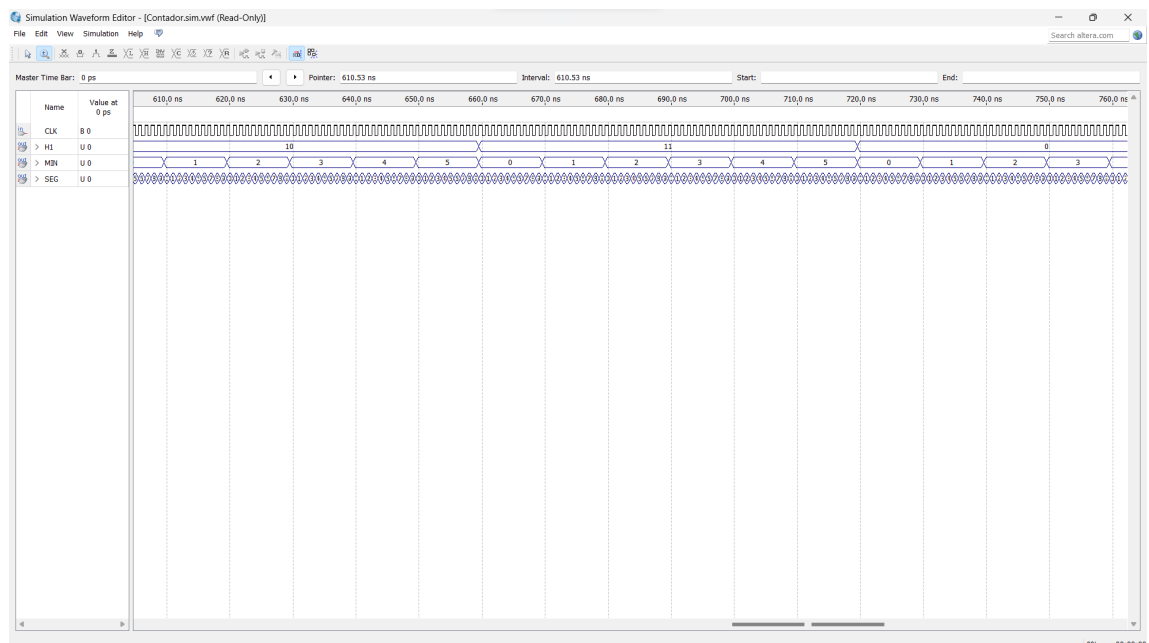 Simulation Waveform Editor - [Contador.sim.vwf (Read-Only)]
File Edit View Simulation Help
Search altera.com
Master Time Bar: 0 ps Pointer: 610.53 ns Interval: 610.53 ns Start: End:
Name Value at 0 ps
610.0 ns 620.0 ns 630.0 ns 640.0 ns 650.0 ns 660.0 ns 670.0 ns 680.0 ns 690.0 ns 700.0 ns 710.0 ns 720.0 ns 730.0 ns 740.0 ns 750.0 ns 760.0 ns
CLK B 0
> H1 U 0 10 11 0
> MIN U 0 1 2 3 4 5 0 1 2 3 4 5 0 1 2 3
> SEG U 0